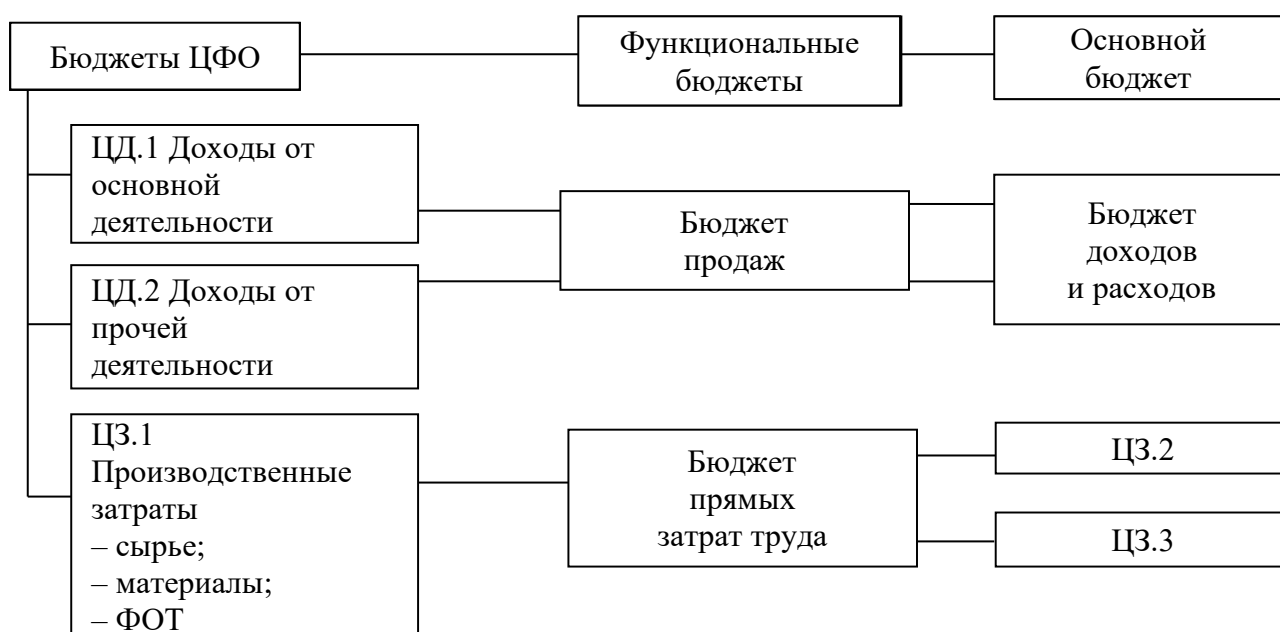 Бюджеты ЦФО
Функциональные
бюджеты
Основной
бюджет
ЦД.1 Доходы от
основной
деятельности
Бюджет
продаж
Бюджет
доходов
и расходов
ЦД.2 Доходы от
прочей
деятельности
ЦЗ.1
Производственные
затраты
– сырье;
– материалы;
– ФОТ
Бюджет
прямых
затрат труда
ЦЗ.2
ЦЗ.3